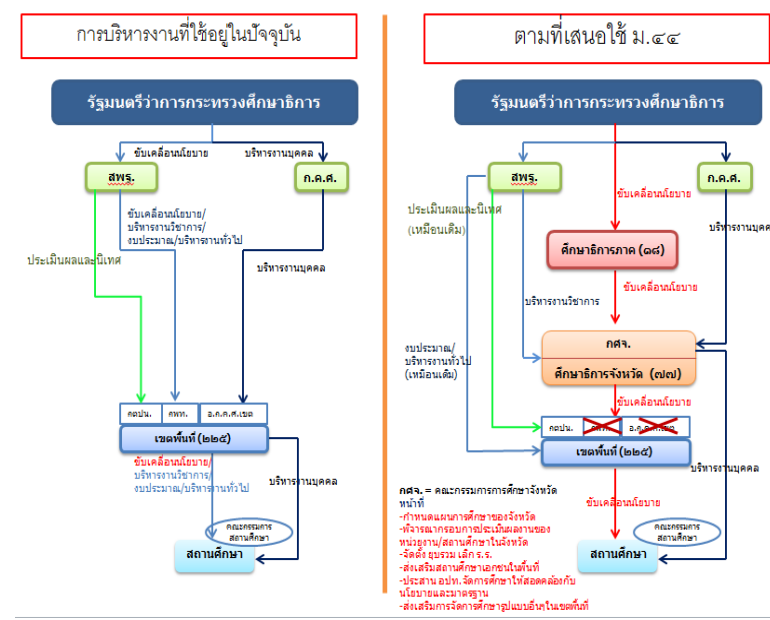 การบริหารงานที่ใช้อยู่ในปัจจุบัน
รัฐมนตรีว่าการกระทรวงศึกษาธิการ
ขับเคลื่อนนโยบาย
บริหารงานบุคคล
สพฐ.
ก.ค.ศ.
ขับเคลื่อนนโยบาย/
บริหารงานวิชาการ/
งบประมาณ/บริหารงานทั่วไป
ประเมินผลและนิเทศ
บริหารงานบุคคล
กตปน.
กพท.
อ.ก.ค.ศ.เขต
เขตพื้นที่ (๒๒๕)
ขับเคลื่อนนโยบาย/
บริหารงานวิชาการ/
งบประมาณ/บริหารงานทั่วไป
บริหารงานบุคคล
คณะกรรมการ
สถานศึกษา
สถานศึกษา
ตามที่เสนอใช้ ม.๔๔
รัฐมนตรีว่าการกระทรวงศึกษาธิการ
สพฐ.
ก.ค.ศ.
ขับเคลื่อนนโยบาย
ประเมินผลและนิเทศ
(เหมือนเดิม)
บริหารงานบุคค
ศึกษาธิการภาค (๑๘)
ขับเคลื่อนนโยบาย
บริหารงานวิชาการ
กศจ.
ศึกษาธิการจังหวัด (๗๗)
งบประมาณ/
บริหารงานทั่วไป
(เหมือนเดิม)
ขับเคลื่อนนโยบาย
กตปน.
เขตพื้นที่ (๒๒๕)
บริหารงานบุคคล
กศจ. = คณะกรรมการการศึกษาจังหวัด
หน้าที่
-กำหนดแผนการศึกษาของจังหวัด
-พิจารณากรอบการประเมินผลงานของ
หน่วยงาน/สถานศึกษาในจังหวัด
-จัดตั้ง ยุบรวม เลิก ร.ร.
-ส่งเสริมสถานศึกษาเอกชนในพื้นที่
-ประสาน อปท.จัดการศึกษาให้สอดคล้องกับ
นโยบายและมาตรฐาน
-ส่งเสริมการจัดการศึกษารูปแบบอื่นๆในเขตพื้นที่
ขับเคลื่อนนโยบาย
คณะกรรมการ
สถานศึกษา
สถานศึกษา